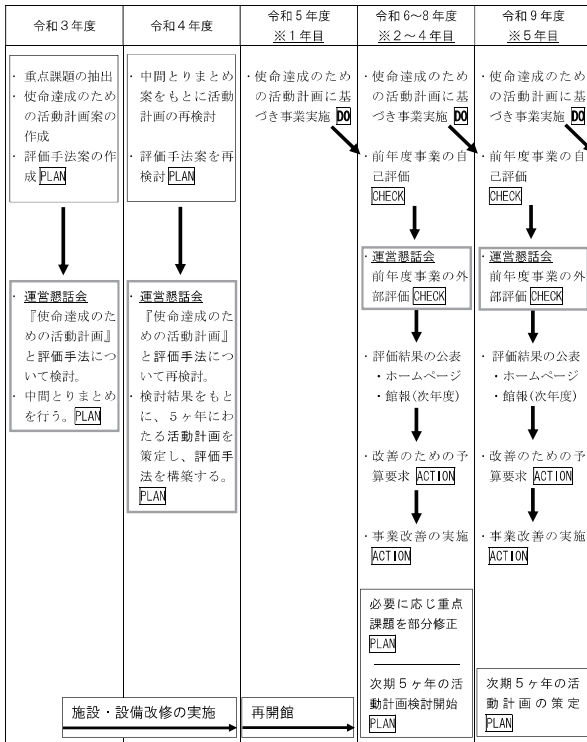 令和3年度
・重点課題の抽出
・使命達成のため
の活動計画案の
作成
・評価手法案の作
成 PLAN
・運営懇話会
『使命達成のた
めの活動計画』
と評価手法につ
いて検討。
・中間とりまとめ
を行う。PLAN
令和4年度
・中間とりまとめ
案をもとに活動
計画の再検討
・評価手法案を再
検討 PLAN
・運営懇話会
『使命達成のた
めの活動計画』
と評価手法につ
いて再検討。
・検討結果をもと
に、5ヶ年にわ
たる活動計画を
策定し、評価手
法を構築する。
PLAN
施設・設備改修の実施
令和5年度
※1年目
・使命達成のため
の活動計画に基
づき事業実施 DO
再開館
令和6~8年度
※2~4年目
・使命達成のため
の活動計画に基
づき事業実施 DO
・前年度事業の自
己評価
CHECK
・運営懇話会
前年度事業の外
部評価 CHECK
・評価結果の公表
・ホームページ
・館報(次年度)
・改善のための予
算要求 ACTION
・事業改善の実施
ACTION
必要に応じ重点
課題を部分修正
PLAN
次期5ヶ年の活
動計画検討開始
PLAN
令和9年度
※5年目
・使命達成のため
の活動計画に基
づき事業実施 DO
・前年度事業の自
己評価
CHECK
・運営懇話会
前年度事業の外
部評価 CHECK
・評価結果の公表
・ホームページ
・館報(次年度)
・改善のための予
算要求 ACTION
・事業改善の実施
ACTION
次期5ヶ年の活
動計画の策定
PLAN